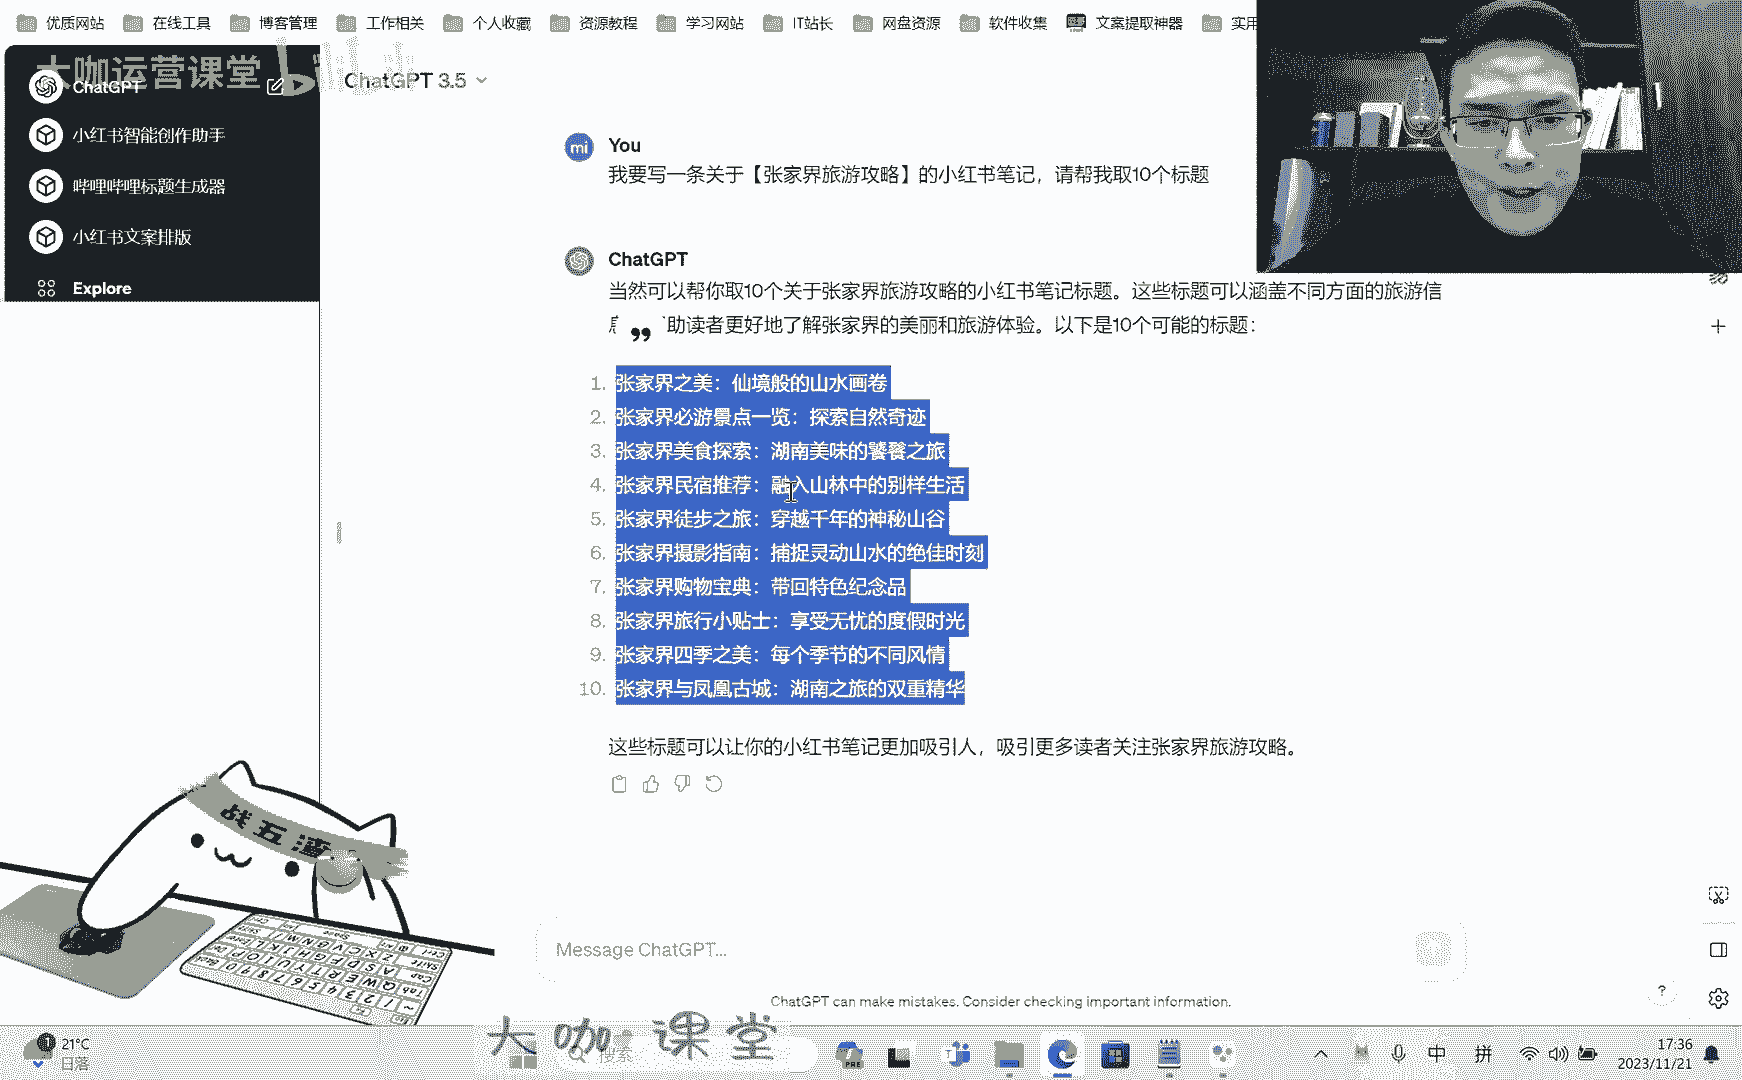 优质网站
在线工具
博客管理
工作相关
个人收藏
资源教程
学习网站
IT站长
网盘资源
软件收集
文案提取神器
实用
大咖运营课堂
ChatGPT
小红书智能创作助手
哔哩哔哩标题生成器
小红书文案排版
Explore
ChatGPT 3.5
mi
You
我要写一条关于【张家界旅游攻略】的小红书笔记，请帮我取10个标题
ChatGPT
当然可以帮你取10个关于张家界旅游攻略的小红书笔记标题。这些标题可以涵盖不同方面的旅游信
助读者更好地了解张家界的美丽和旅游体验。以下是10个可能的标题：
1. 张家界之美：仙境般的山水画卷
2. 张家界必游景点一览：探索自然奇迹
3. 张家界美食探索：湖南美味的饕餮之旅
4. 张家界民宿推荐：融入山林中的别样生活
5. 张家界徒步之旅：穿越千年的神秘山谷
6. 张家界摄影指南：捕捉灵动山水的绝佳时刻
7. 张家界购物宝典：带回特色纪念品
8. 张家界旅行小贴士：享受无忧的度假时光
9. 张家界四季之美：每个季节的不同风情
10. 张家界与凤凰古城：湖南之旅的双重精华
这些标题可以让你的小红书笔记更加吸引人，吸引更多读者关注张家界旅游攻略。
战五渣
Message ChatGPT...
ChatGPT can make mistakes. Consider checking important information.
?
大咖课堂
1
21°C
日落
搜索
PRE
中
拼
17:36
2023/11/21